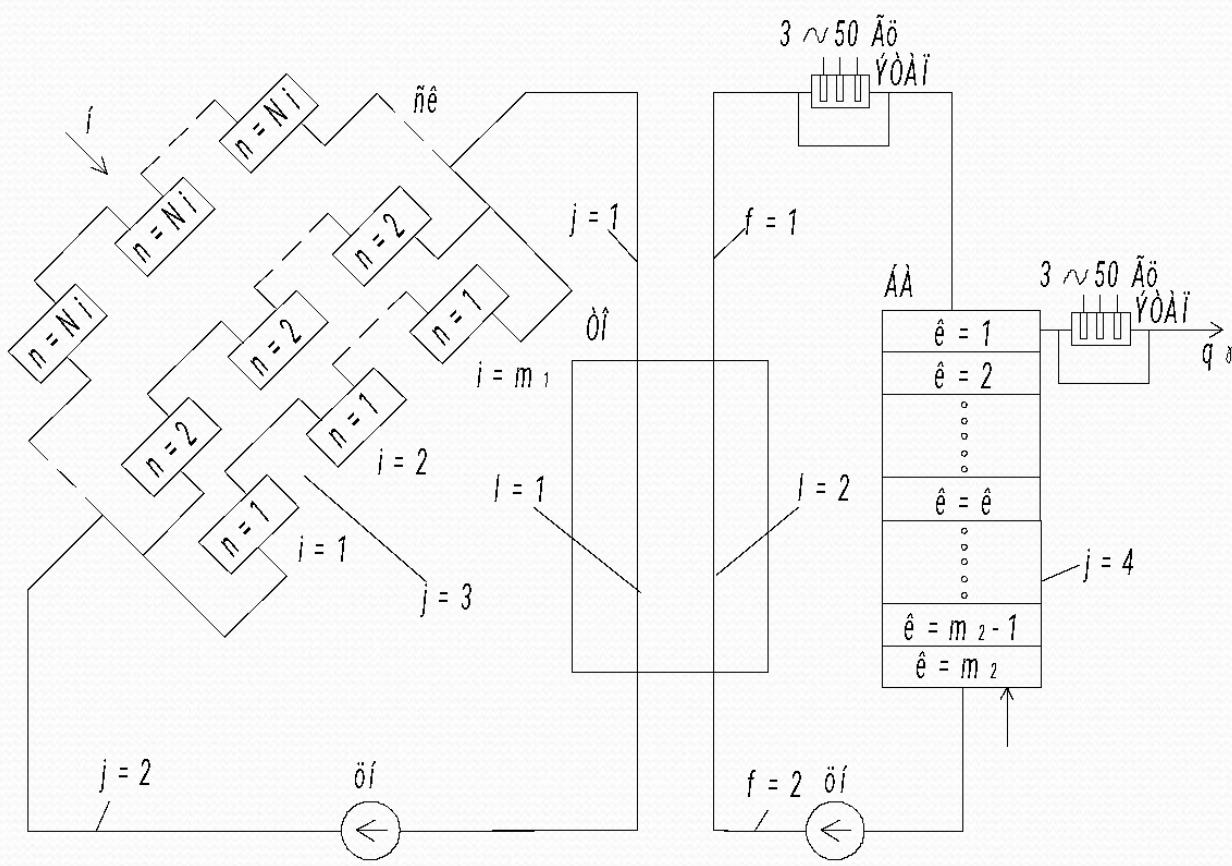 3 ~ 50 Ãö
ÝÒÀÏ
ñê
í
n = Ni
n = Ni
n = Ni
n = 2
n = 2
n = 2
n = 1
n = 1
n = 1
i = m 1
i = 2
i = 1
j = 3
j = 1
f = 1
ÒÎ
l = 1
l = 2
ÁÀ
3 ~ 50 Ãö
ÝÒÀÏ
q
ê = 1
ê = 2
ê = ê
ê = m 2 - 1
ê = m 2
j = 4
j = 2
öí
f = 2
öí